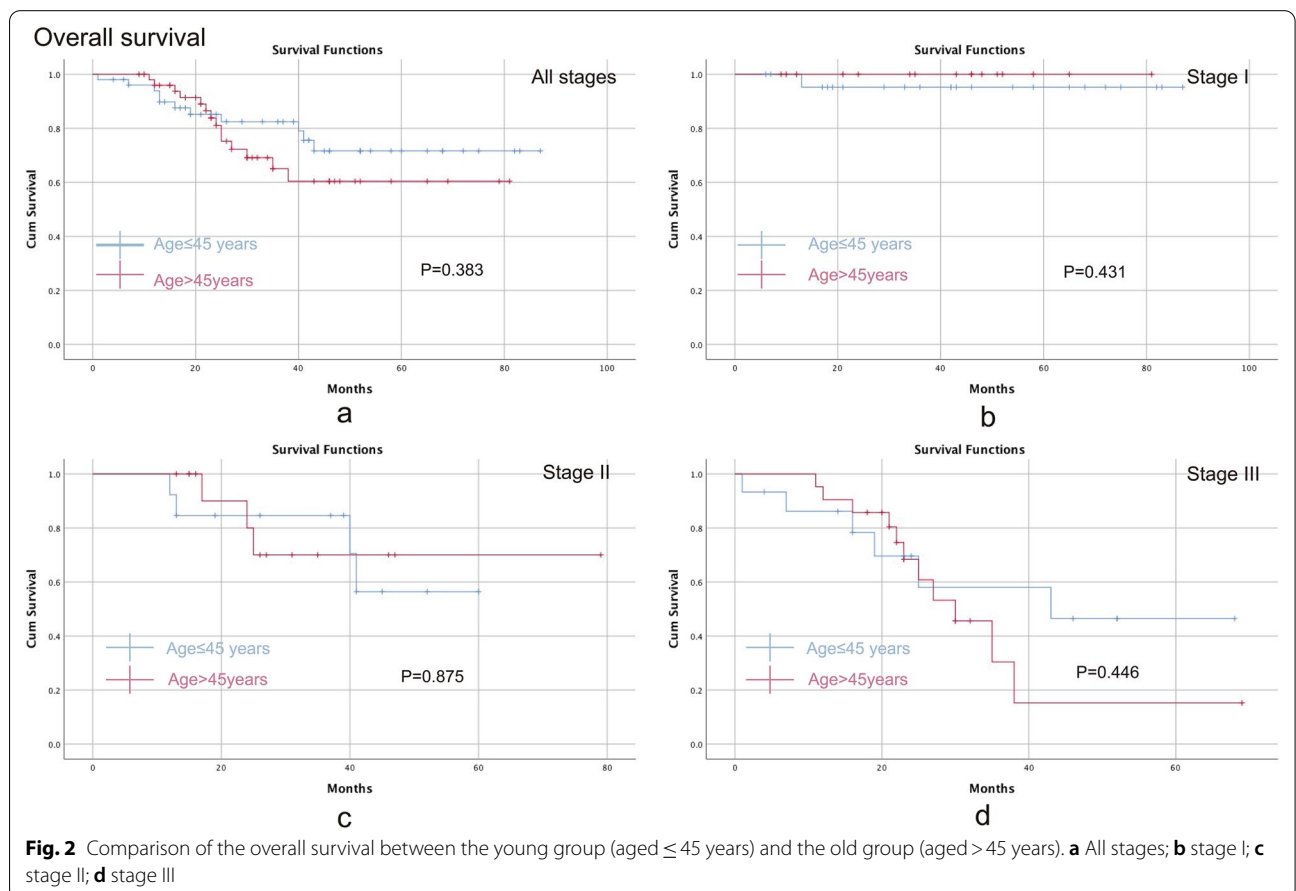 Overall survival
Survival Functions
All stages
Cum Survival
1.0
0.8
0.6
0.4
0.2
0.0
Age≤45 years
Age>45years
P=0.383
0 20 40 60 80 100
Months
a
Survival Functions
Stage I
Cum Survival
1.0
0.8
0.6
0.4
0.2
0.0
Age≤45 years
Age>45years
P=0.431
0 20 40 60 80 100
Months
b
Survival Functions
Stage II
Cum Survival
1.0
0.8
0.6
0.4
0.2
0.0
Age≤45 years
Age>45years
P=0.875
0 20 40 60 80
Months
c
Survival Functions
Stage III
Cum Survival
1.0
0.8
0.6
0.4
0.2
0.0
Age≤45 years
Age>45years
P=0.446
0 20 40 60
Months
d
Fig. 2 Comparison of the overall survival between the young group (aged ≤ 45 years) and the old group (aged > 45 years). a All stages; b stage I; c
stage II; d stage III